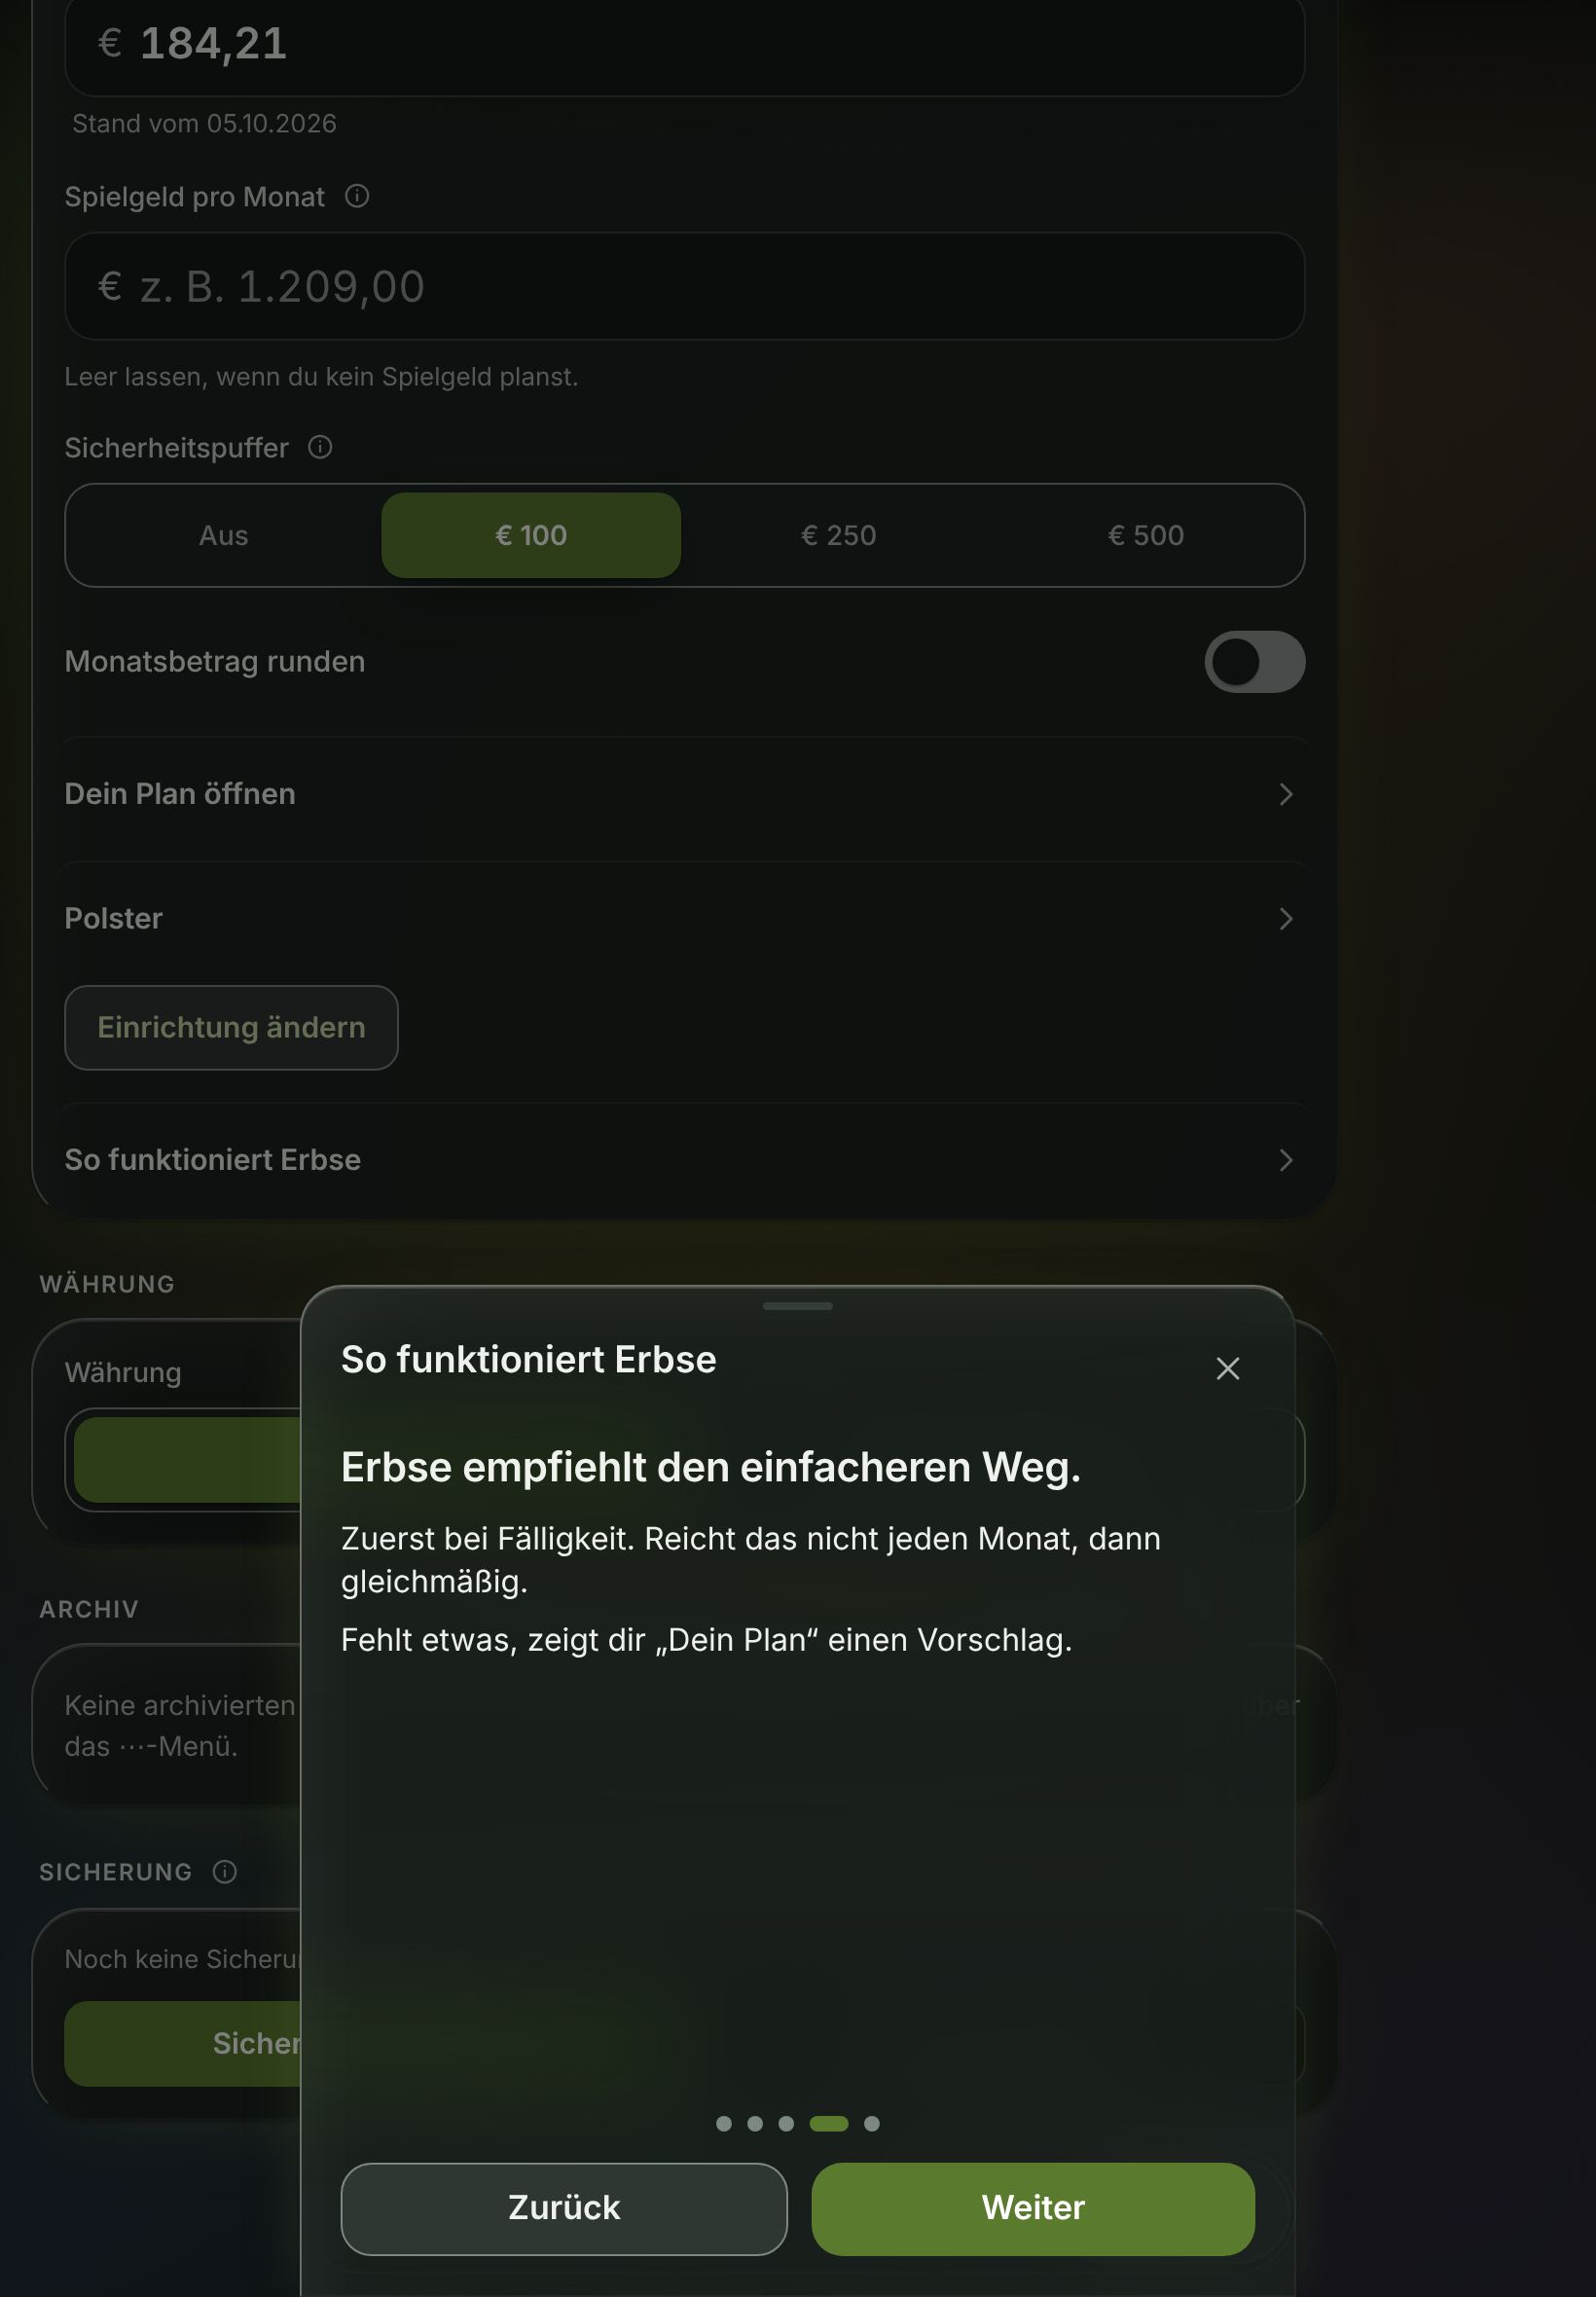 € 184,21
Stand vom 05.10.2026
Spielgeld pro Monat
€ z. B. 1.209,00
Leer lassen, wenn du kein Spielgeld planst.
Sicherheitspuffer
Aus € 100 € 250 € 500
Monatsbetrag runden
Dein Plan öffnen
Polster
Einrichtung ändern
So funktioniert Erbse
WÄHRUNG
Währung
ARCHIV
Keine archivierten
das ···-Menü.
SICHERUNG
Noch keine
So funktioniert Erbse
Erbse empfiehlt den einfacheren Weg.
Zuerst bei Fälligkeit. Reicht das nicht jeden Monat, dann
gleichmäßig.
Fehlt etwas, zeigt dir „Dein Plan“ einen Vorschlag.
Zurück Weiter